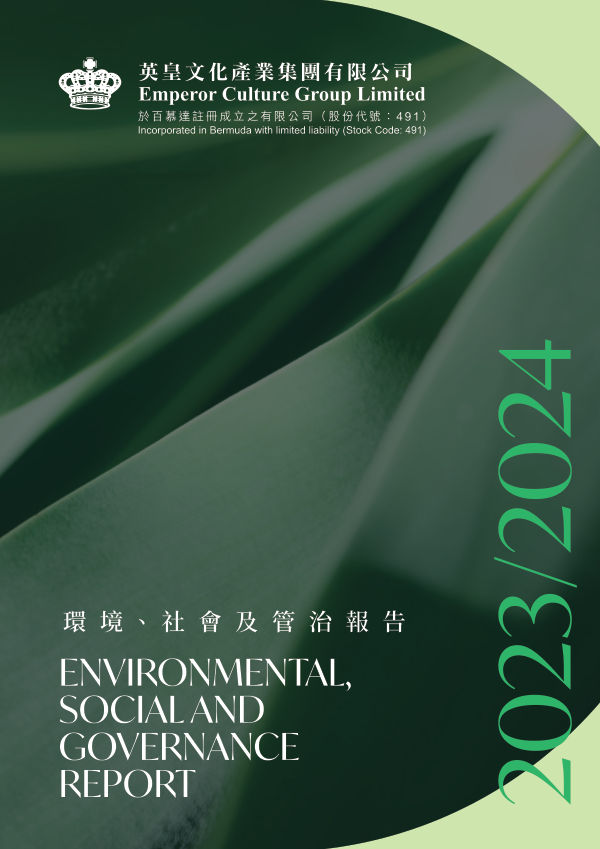 英皇文化產業集團有限公司
Emperor Culture Group Limited
於百慕達註冊成立之有限公司（股份代號：491）
Incorporated in Bermuda with limited liability (Stock Code: 491)
2023/2024
環境、社會及管治報告
ENVIRONMENTAL,
SOCIAL AND
GOVERNANCE
REPORT